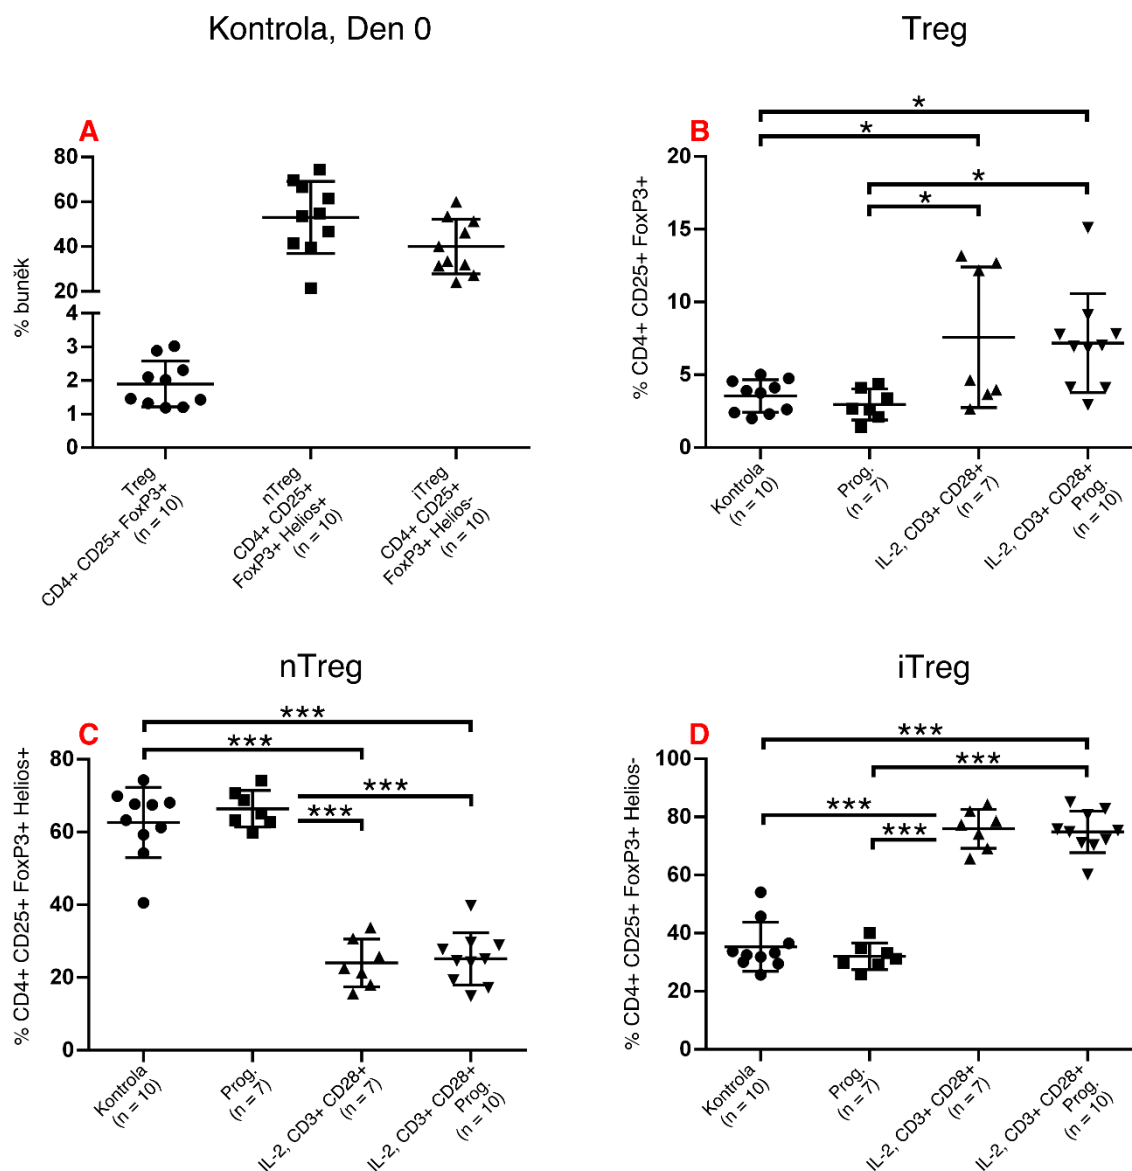 Kontrola, Den 0
A
% buněk
80
60
40
20
4
3
2
1
0
Treg
CD4+ CD25+ FoxP3+
(n = 10)
nTreg
CD4+ CD25+
FoxP3+ Helios+
(n = 10)
iTreg
CD4+ CD25+
FoxP3+ Helios-
(n = 10)
Treg
B
% CD4+ CD25+ FoxP3+
*
*
*
*
20
15
10
5
0
Kontrola
(n = 10)
Prog.
(n = 7)
IL-2, CD3+ CD28+
(n = 7)
IL-2, CD3+ CD28+
Prog.
(n = 10)
nTreg
C
% CD4+ CD25+ FoxP3+ Helios+
***
***
***
***
80
60
40
20
0
Kontrola
(n = 10)
Prog.
(n = 7)
IL-2, CD3+ CD28+
(n = 7)
IL-2, CD3+ CD28+
Prog.
(n = 10)
iTreg
D
% CD4+ CD25+ FoxP3+ Helios-
***
***
***
***
100
80
60
40
20
0
Kontrola
(n = 10)
Prog.
(n = 7)
IL-2, CD3+ CD28+
(n = 7)
IL-2, CD3+ CD28+
Prog.
(n = 10)